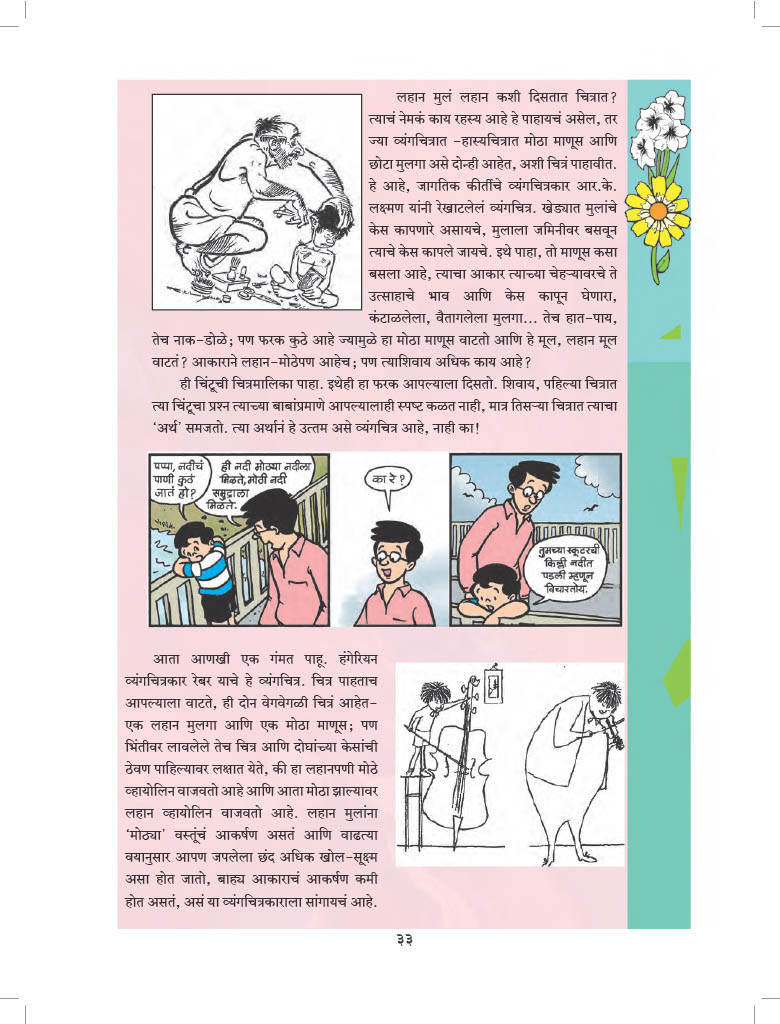 लहान मुलं लहान कशी दिसतात चित्रात?
त्याचं नेमकं काय रहस्य आहे हे पाहायचं असेल, तर
ज्या व्यंगचित्रात -हास्यचित्रात मोठा माणूस आणि
छोटा मुलगा असे दोन्ही आहेत, अशी चित्रं पाहावीत.
हे आहे, जागतिक कीर्तीचे व्यंगचित्रकार आर.के.
लक्ष्मण यांनी रेखाटलेलं व्यंगचित्र. खेड्यात मुलांचे
केस कापणारे असायचे, मुलाला जमिनीवर बसवून
त्याचे केस कापले जायचे. इथे पाहा, तो माणूस कसा
बसला आहे, त्याचा आकार त्याच्या चेहऱ्यावरचे ते
उत्साहाचे भाव आणि केस कापून घेणारा,
कंटाळलेला, वैतागलेला मुलगा... तेच हात-पाय,
तेच नाक-डोळे; पण फरक कुठे आहे ज्यामुळे हा मोठा माणूस वाटतो आणि हे मूल, लहान मूल
वाटतं? आकाराने लहान-मोठेपण आहेच; पण त्याशिवाय अधिक काय आहे?
ही चिंटूची चित्रमालिका पाहा. इथेही हा फरक आपल्याला दिसतो. शिवाय, पहिल्या चित्रात
त्या चिंटूचा प्रश्न त्याच्या बाबांप्रमाणे आपल्यालाही स्पष्ट कळत नाही, मात्र तिसऱ्या चित्रात त्याचा
‘अर्थ’ समजतो. त्या अर्थानं हे उत्तम असे व्यंगचित्र आहे, नाही का!
पप्पा, नदीचं
पाणी कुठं
जातं हो?
ही नदी मोठ्या नदीला
मिळते, मोठी नदी
समुद्राला
मिळते.
का रे?
तुमच्या स्कूटरची
किल्ली नदीत
पडली म्हणून
विचारतोय.
आता आणखी एक गंमत पाहू. हंगेरियन
व्यंगचित्रकार रेबर याचे हे व्यंगचित्र. चित्र पाहताच
आपल्याला वाटते, ही दोन वेगवेगळी चित्रं आहेत-
एक लहान मुलगा आणि एक मोठा माणूस; पण
भिंतीवर लावलेले तेच चित्र आणि दोघांच्या केसांची
ठेवण पाहिल्यावर लक्षात येते, की हा लहानपणी मोठे
व्हायोलिन वाजवतो आहे आणि आता मोठा झाल्यावर
लहान व्हायोलिन वाजवतो आहे. लहान मुलांना
‘मोठ्या’ वस्तूंचं आकर्षण असतं आणि वाढत्या
वयानुसार आपण जपलेला छंद अधिक खोल-सूक्ष्म
असा होत जातो, बाह्य आकाराचं आकर्षण कमी
होत असतं, असं या व्यंगचित्रकाराला सांगायचं आहे.
३३